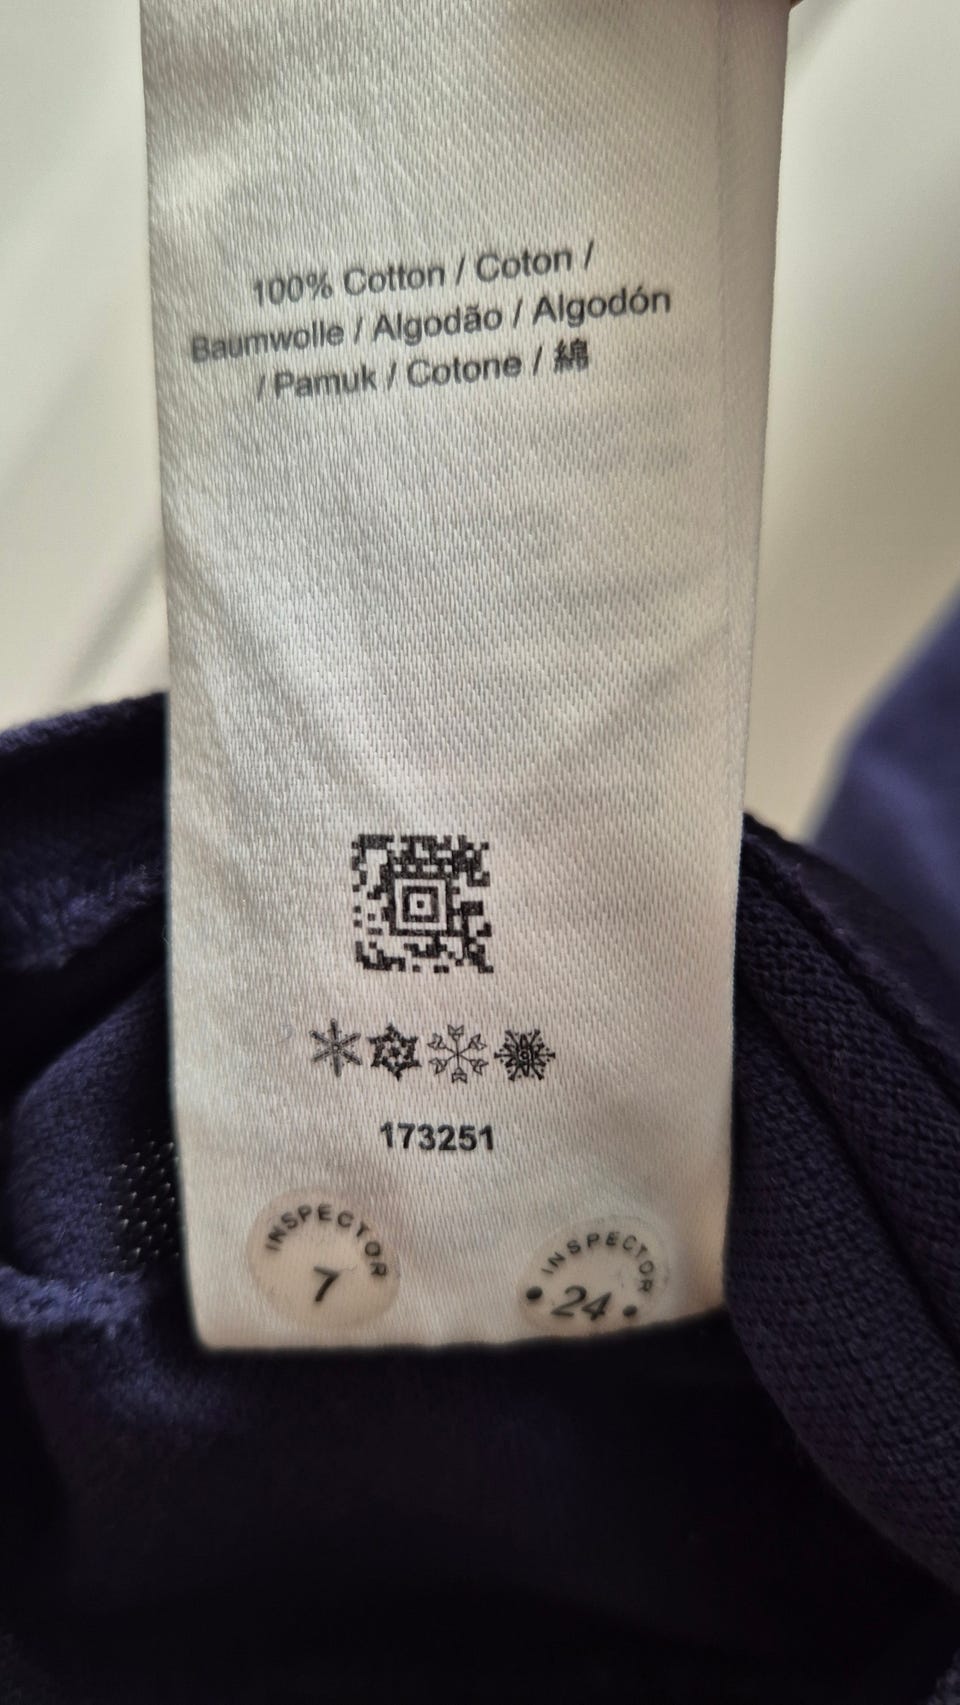 100% Cotton / Coton /
Baumwolle / Algodão / Algodón
/ Pamuk / Cotone / 綿
173251
INSPECTOR
7
INSPECTOR
• 24 •